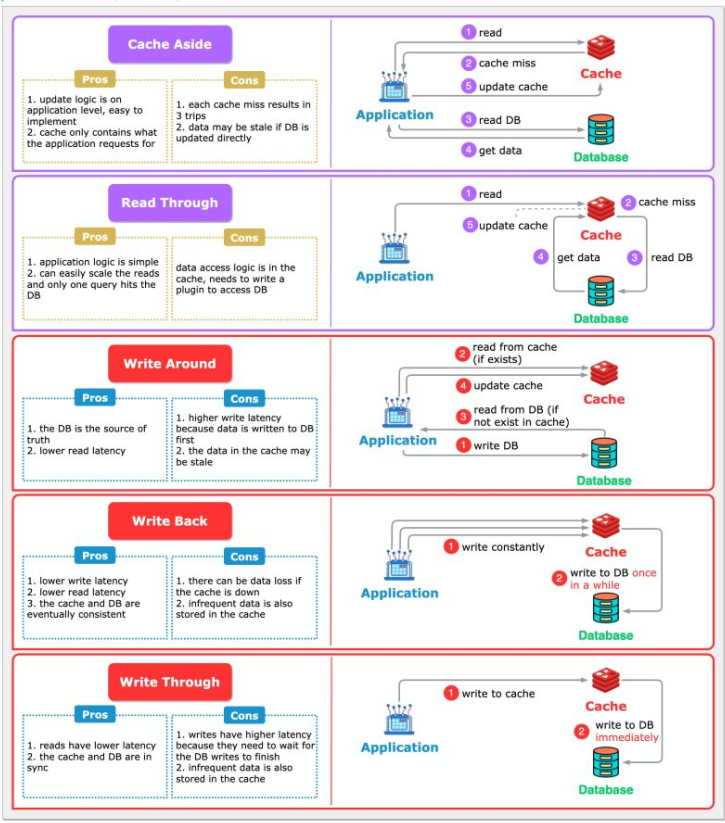 Cache Aside
Pros
1. update logic is on
application level, easy to
implement
2. cache only contains what
the application requests for
Cons
1. each cache miss results in
3 trips
2. data may be stale if DB is
updated directly
1 read
2 cache miss
5 update cache
Cache
Application
3 read DB
4 get data
Database
Read Through
Pros
1. application logic is simple
2. can easily scale the reads
and only one query hits the
DB
Cons
data access logic is in the
cache, needs to write a
plugin to access DB
1 read
2 cache miss
5 update cache
Cache
Application
4 get data
3 read DB
Database
Write Around
Pros
1. the DB is the source of
truth
2. lower read latency
Cons
1. higher write latency
because data is written to DB
first
2. the data in the cache may
be stale
2 read from cache
(if exists)
4 update cache
Cache
3 read from DB (if
not exist in cache)
Application
1 write DB
Database
Write Back
Pros
1. lower write latency
2. lower read latency
3. the cache and DB are
eventually consistent
Cons
1. there can be data loss if
the cache is down
2. infrequent data is also
stored in the cache
1 write constantly
Cache
Application
2 write to DB once
in a while
Database
Write Through
Pros
1. reads have lower latency
2. the cache and DB are in
sync
Cons
1. writes have higher latency
because they need to wait for
the DB writes to finish
2. infrequent data is also
stored in the cache
1 write to cache
Cache
Application
2 write to DB
immediately
Database